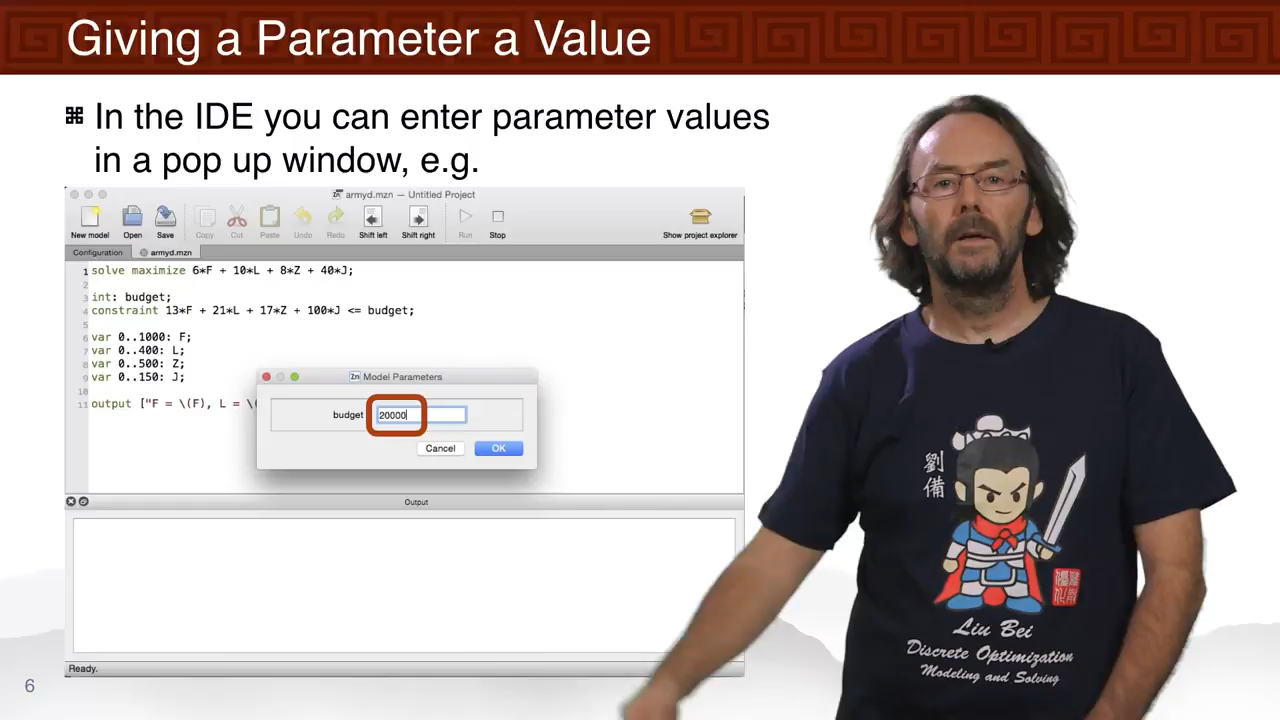 Giving a Parameter a Value
⌘ In the IDE you can enter parameter values
in a pop up window, e.g.
armyd.mzn — Untitled Project
New model Open Save Copy Cut Paste Undo Redo Shift left Shift right Run Stop Show project explorer
Configuration armyd.mzn
1 solve maximize 6*F + 10*L + 8*Z + 40*J;
2
3 int: budget;
4 constraint 13*F + 21*L + 17*Z + 100*J <= budget;
5
6 var 0..1000: F;
7 var 0..400: L;
8 var 0..500: Z;
9 var 0..150: J;
10
11 output ["F = \(F), L = \(
Zn Model Parameters
budget 20000
Cancel OK
Output
Ready.
劉備
Liu Bei
Discrete Optimization
Modeling and Solving
6